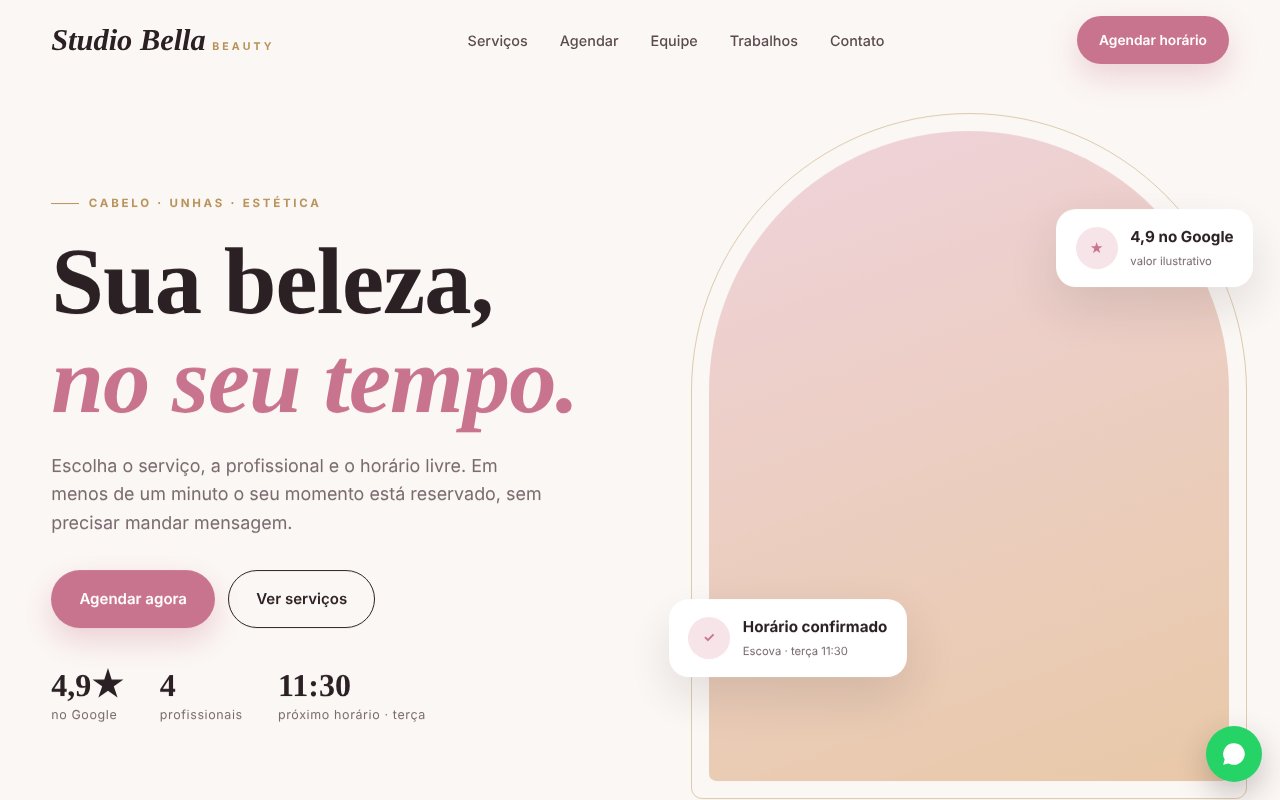 Studio Bella BEAUTY
Serviços
Agendar
Equipe
Trabalhos
Contato
Agendar horário
CABELO · UNHAS · ESTÉTICA
Sua beleza,
no seu tempo.
Escolha o serviço, a profissional e o horário livre. Em
menos de um minuto o seu momento está reservado, sem
precisar mandar mensagem.
Agendar agora
Ver serviços
4,9★
no Google
4
profissionais
11:30
próximo horário · terça
★
4,9 no Google
valor ilustrativo
✓
Horário confirmado
Escova · terça 11:30